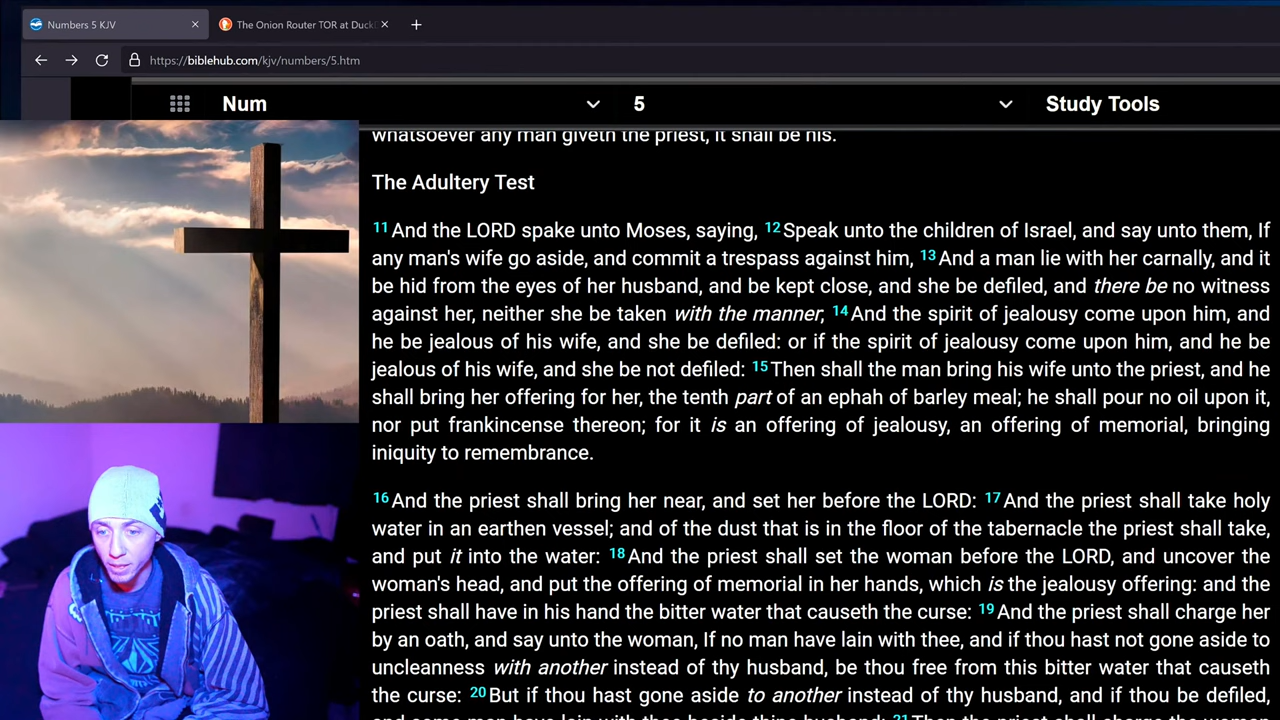 Numbers 5 KJV
The Onion Router TOR at Duck
https://biblehub.com/kjv/numbers/5.htm
Num 5 Study Tools
whatsoever any man giveth the priest, it shall be his.
The Adultery Test
11 And the LORD spake unto Moses, saying, 12 Speak unto the children of Israel, and say unto them, If
any man's wife go aside, and commit a trespass against him, 13 And a man lie with her carnally, and it
be hid from the eyes of her husband, and be kept close, and she be defiled, and there be no witness
against her, neither she be taken with the manner; 14 And the spirit of jealousy come upon him, and
he be jealous of his wife, and she be defiled: or if the spirit of jealousy come upon him, and he be
jealous of his wife, and she be not defiled: 15 Then shall the man bring his wife unto the priest, and he
shall bring her offering for her, the tenth part of an ephah of barley meal; he shall pour no oil upon it,
nor put frankincense thereon; for it is an offering of jealousy, an offering of memorial, bringing
iniquity to remembrance.
16 And the priest shall bring her near, and set her before the LORD: 17 And the priest shall take holy
water in an earthen vessel; and of the dust that is in the floor of the tabernacle the priest shall take,
and put it into the water: 18 And the priest shall set the woman before the LORD, and uncover the
woman's head, and put the offering of memorial in her hands, which is the jealousy offering: and the
priest shall have in his hand the bitter water that causeth the curse: 19 And the priest shall charge her
by an oath, and say unto the woman, If no man have lain with thee, and if thou hast not gone aside to
uncleanness with another instead of thy husband, be thou free from this bitter water that causeth
the curse: 20 But if thou hast gone aside to another instead of thy husband, and if thou be defiled,
and some man have lain with thee beside thine husband: 21 Then the priest shall charge the woman